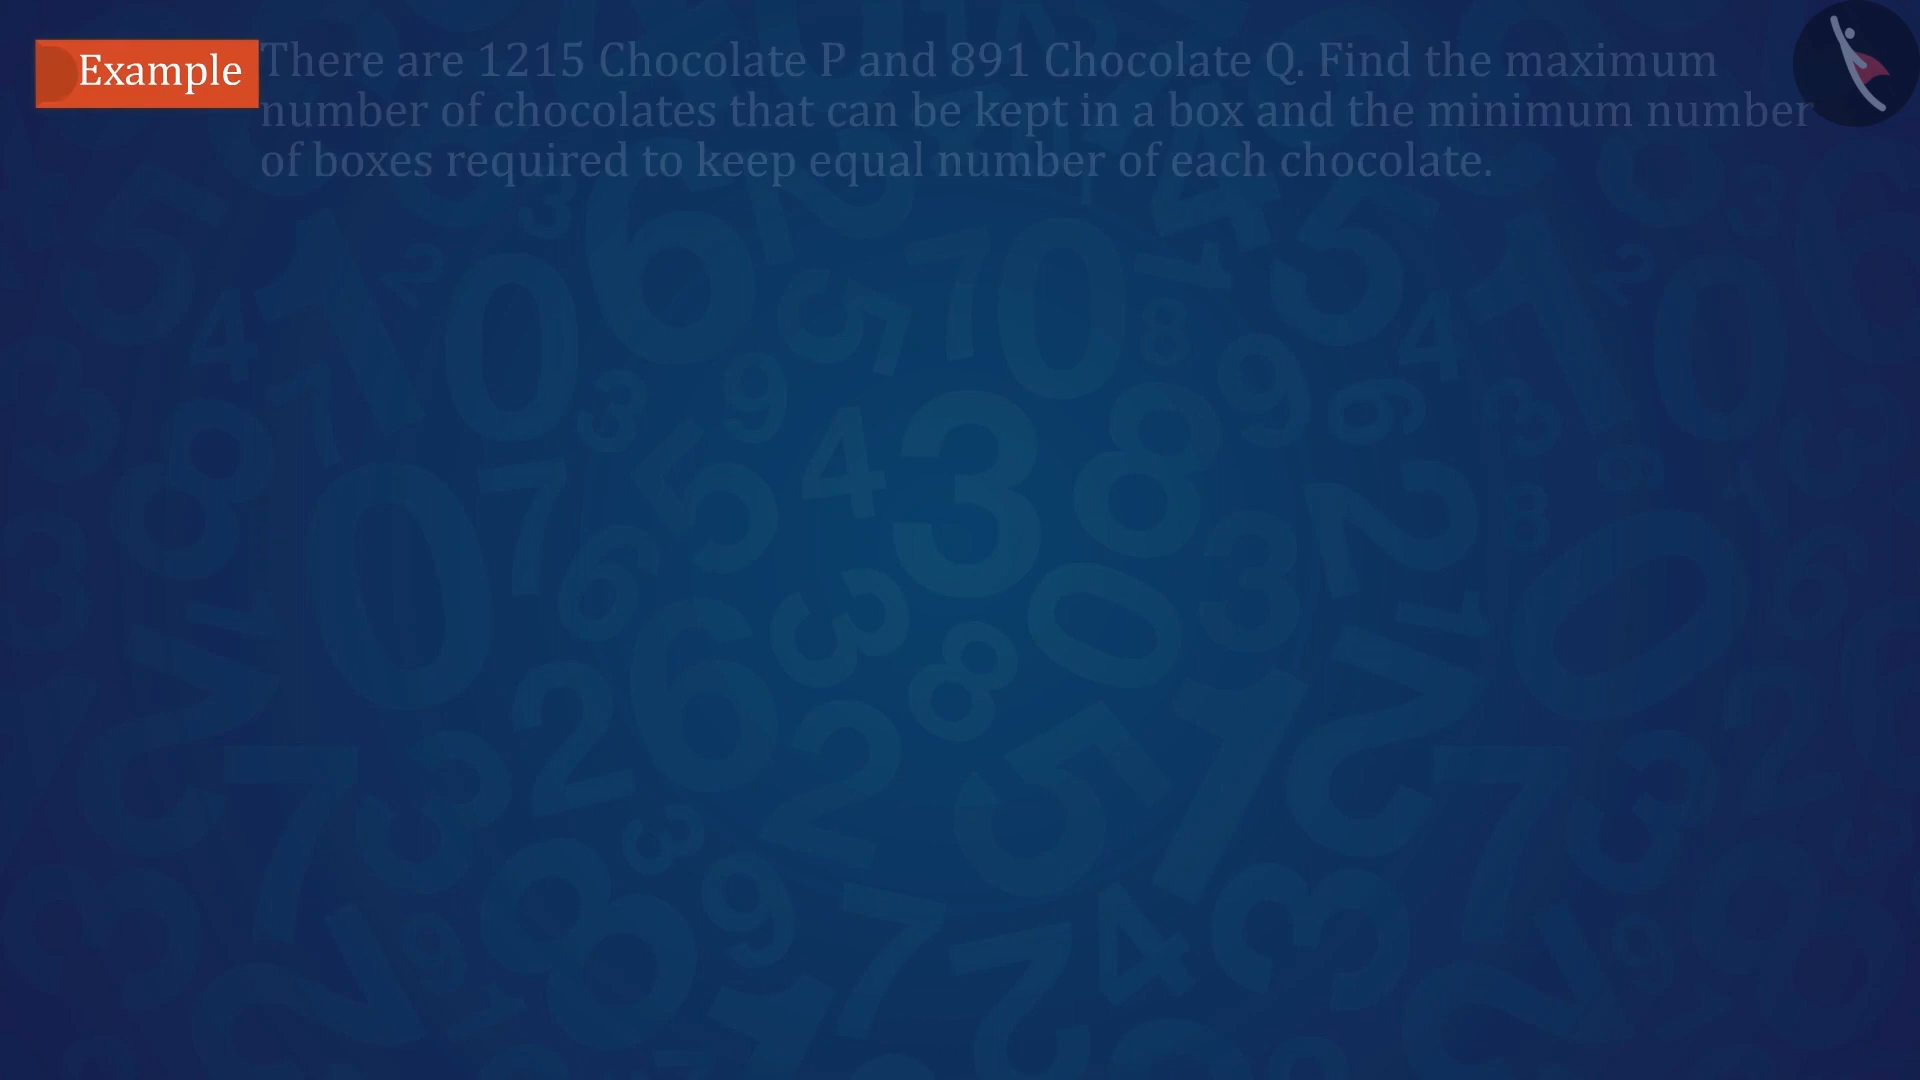 Example
There are 1215 Chocolate P and 891 Chocolate Q. Find the maximum
number of chocolates that can be kept in a box and the minimum number
of boxes required to keep equal number of each chocolate.